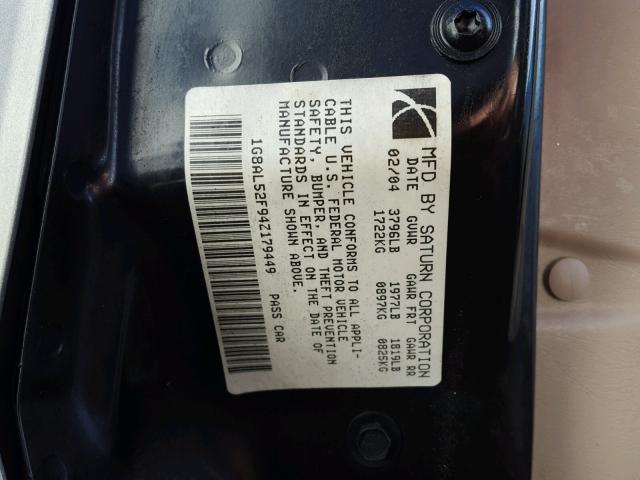 MFD BY SATURN CORPORATION
DATE GVWR GAWR FRT GAWR RR
02/04 3796LB 1977LB 1819LB
1722KG 0897KG 0825KG
THIS VEHICLE CONFORMS TO ALL APPLI-
CABLE U.S. FEDERAL MOTOR VEHICLE
SAFETY, BUMPER, AND THEFT PREVENTION
STANDARDS IN EFFECT ON THE DATE OF
MANUFACTURE SHOWN ABOVE.
1G8AL52F94Z179449 PASS CAR